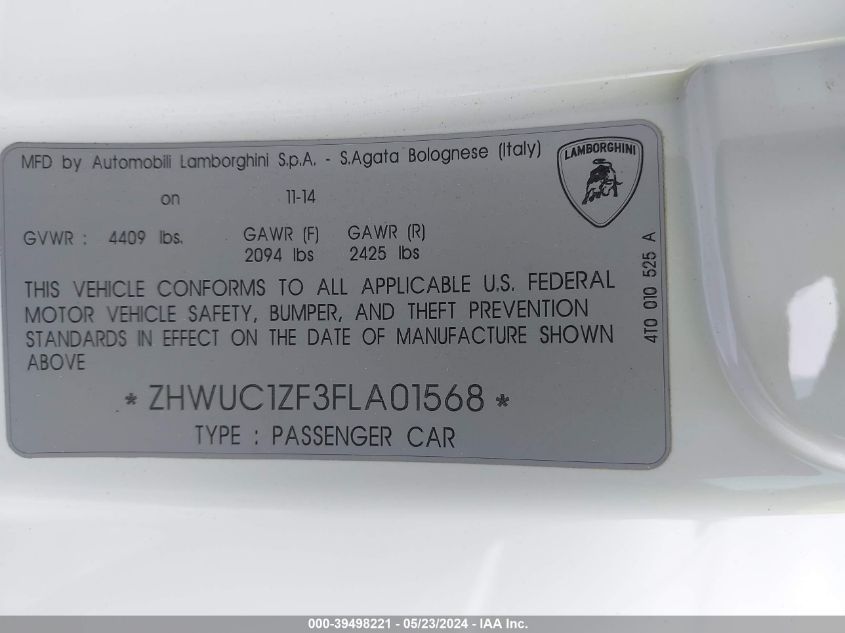 MFD by Automobili Lamborghini S.p.A. - S.Agata Bolognese (Italy)
LAMBORGHINI
on 11-14
GVWR : 4409 lbs. GAWR (F) GAWR (R)
2094 lbs 2425 lbs
THIS VEHICLE CONFORMS TO ALL APPLICABLE U.S. FEDERAL
MOTOR VEHICLE SAFETY, BUMPER, AND THEFT PREVENTION
STANDARDS IN EFFECT ON THE DATE OF MANUFACTURE SHOWN
ABOVE
4T0 010 525 A
* ZHWUC1ZF3FLA01568 *
TYPE : PASSENGER CAR
000-39498221 - 05/23/2024 - IAA Inc.